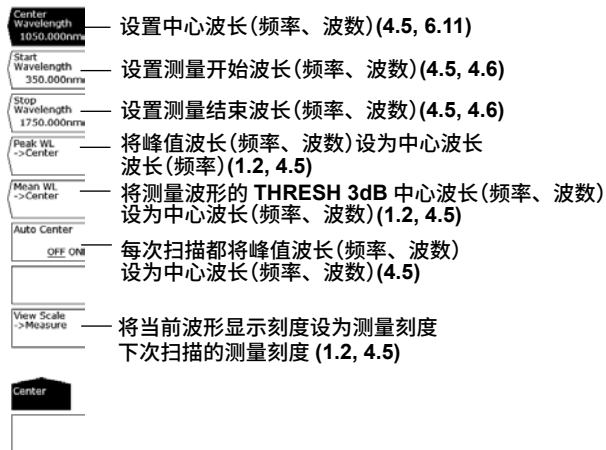 Center
Wavelength
1050.000nm
设置中心波长(频率、波数)(4.5, 6.11)
Start
Wavelength
350.000nm
设置测量开始波长(频率、波数)(4.5, 4.6)
Stop
Wavelength
1750.000nm
设置测量结束波长(频率、波数)(4.5, 4.6)
Peak WL
->Center
将峰值波长(频率、波数)设为中心波长
波长(频率)(1.2, 4.5)
Mean WL
->Center
将测量波形的 THRESH 3dB 中心波长(频率、波数)
设为中心波长(频率、波数)(1.2, 4.5)
Auto Center
OFF ON
每次扫描都将峰值波长(频率、波数)
设为中心波长(频率、波数)(4.5)
View Scale
->Measure
将当前波形显示刻度设为测量刻度
下次扫描的测量刻度 (1.2, 4.5)
Center